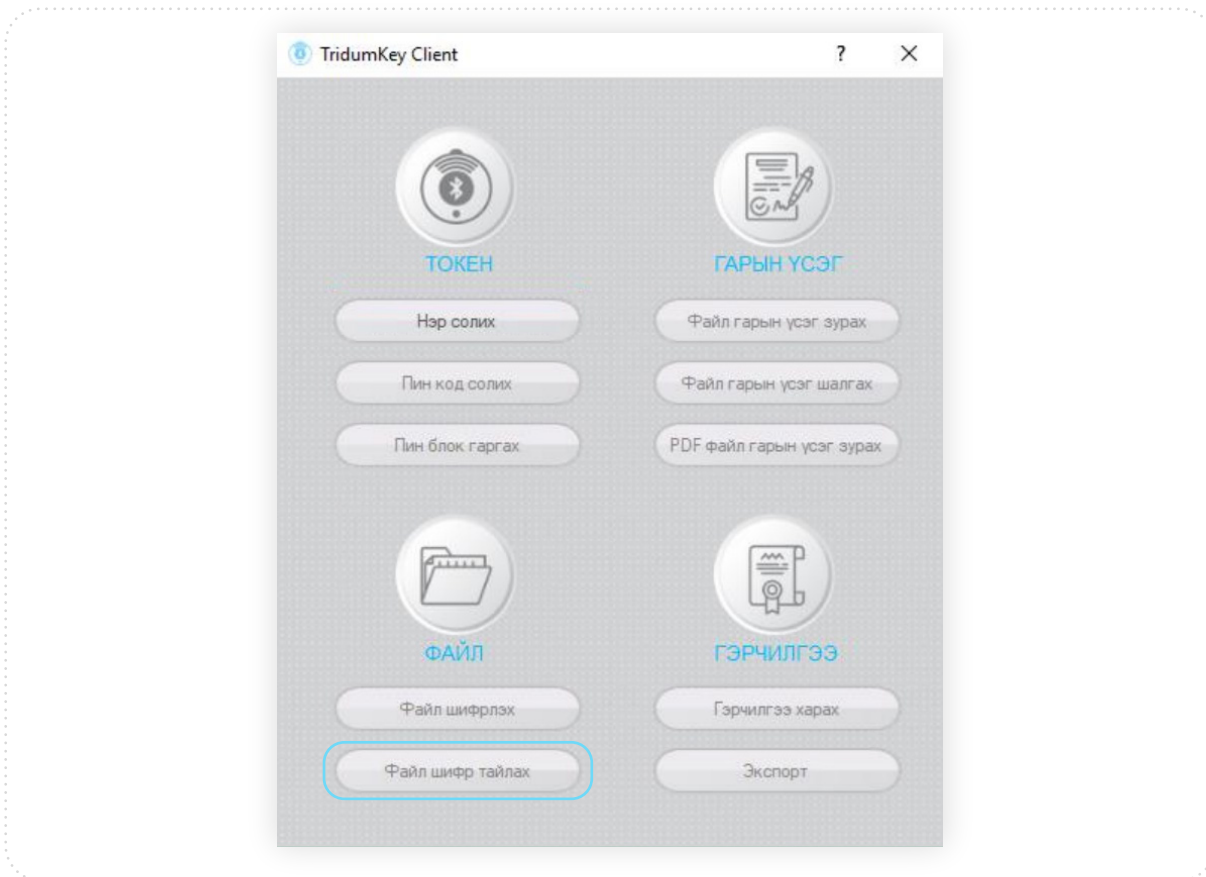 TridumKey Client
?
ТОКЕН
Нэр солих
Пин код солих
Пин блок гаргах
ГАРЫН ҮСЭГ
Файл гарын үсэг зурах
Файл гарын үсэг шалгах
PDF файл гарын үсэг зурах
ФАЙЛ
Файл шифрлэх
Файл шифр тайлах
ГЭРЧИЛГЭЭ
Гэрчилгээ харах
Экспорт